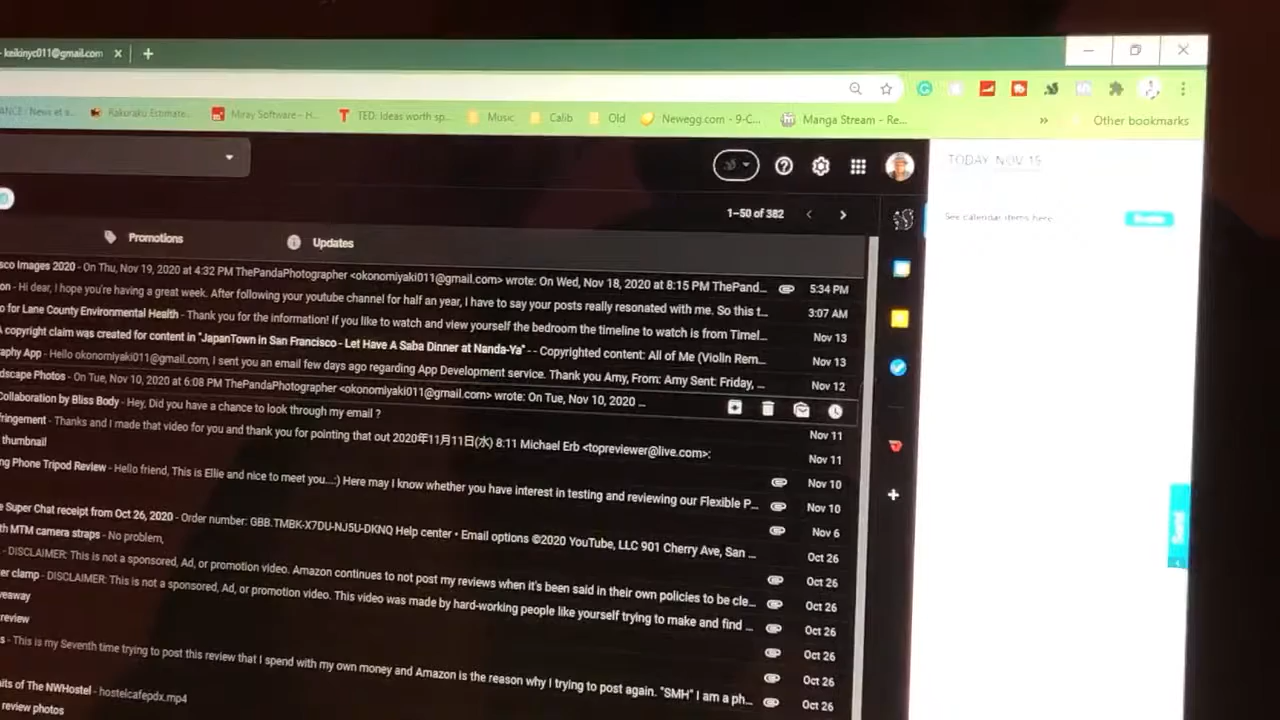 - keikinyc011@gmail.com
Rakuraku Estimate...
Miray Software – H...
TED: Ideas worth sp...
Music
Calib
Old
Newegg.com - 9-C...
Manga Stream - Re...
»
Other bookmarks
TODAY NOV 15
See calendar items here
1–50 of 382
Promotions
Updates
sco Images 2020 - On Thu, Nov 19, 2020 at 4:32 PM ThePandaPhotographer <okonomiyaki011@gmail.com> wrote: On Wed, Nov 18, 2020 at 8:15 PM ThePand... 5:34 PM
on - Hi dear, I hope you're having a great week. After following your youtube channel for half an year, I have to say your posts really resonated with me. So this t... 3:07 AM
o for Lane County Environmental Health - Thank you for the information! If you like to watch and view yourself the bedroom the timeline to watch is from Timel... Nov 13
A copyright claim was created for content in "JapanTown in San Francisco - Let Have A Saba Dinner at Nanda-Ya" - - Copyrighted content: All of Me (Violin Rem... Nov 13
raphy App - Hello okonomiyaki011@gmail.com, I sent you an email few days ago regarding App Development service. Thank you Amy, From: Amy Sent: Friday, ... Nov 12
dscape Photos - On Tue, Nov 10, 2020 at 6:08 PM ThePandaPhotographer <okonomiyaki011@gmail.com> wrote: On Tue, Nov 10, 2020 ...
Collaboration by Bliss Body - Hey, Did you have a chance to look through my email ? Nov 11
fringement - Thanks and I made that video for you and thank you for pointing that out 2020年11月11日(水) 8:11 Michael Erb <topreviewer@live.com>: Nov 11
thumbnail Nov 10
ng Phone Tripod Review - Hello friend, This is Ellie and nice to meet you...:) Here may I know whether you have interest in testing and reviewing our Flexible P... Nov 10
Nov 6
e Super Chat receipt from Oct 26, 2020 - Order number: GBB.TMBK-X7DU-NJ5U-DKNQ Help center • Email options ©2020 YouTube, LLC 901 Cherry Ave, San ... Oct 26
th MTM camera straps - No problem, Oct 26
- DISCLAIMER: This is not a sponsored, Ad, or promotion video. Amazon continues to not post my reviews when it's been said in their own policies to be cle... Oct 26
er clamp - DISCLAIMER: This is not a sponsored, Ad, or promotion video. This video was made by hard-working people like yourself trying to make and find ... Oct 26
veaway Oct 26
review Oct 26
s - This is my Seventh time trying to post this review that I spend with my own money and Amazon is the reason why I trying to post again. "SMH" I am a ph... Oct 26
its of The NWHostel - hostelcafepdx.mp4
review photos